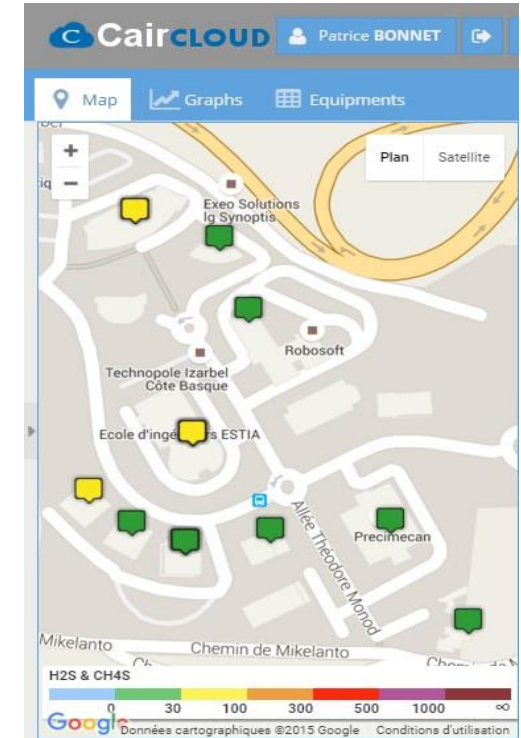 C CairCLOUD Patrice BONNET
Map Graphs Equipments
+ Plan Satellite
−
Exeo Solutions
Ig Synoptis
Robosoft
Technopole Izarbel
Côte Basque
Ecole d'ingé rs ESTIA
Allée Théodore Monod
Precimecan
Mikelanto Chemin de Mikelanto
H2S & CH4S
0 30 100 300 500 1000 ∞
Google Données cartographiques ©2015 Google Conditions d'utilisation